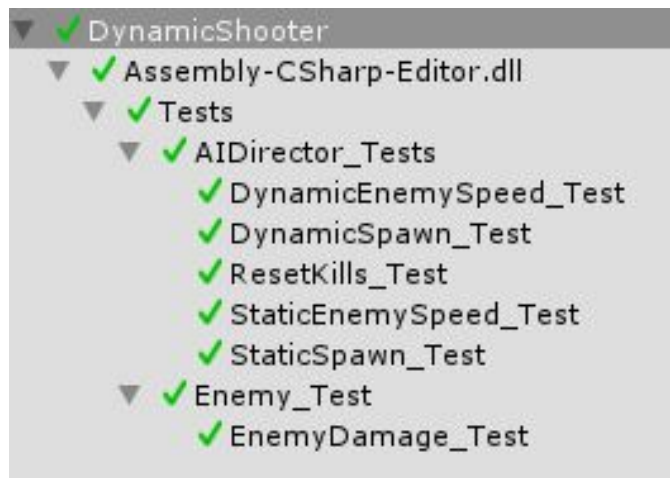 DynamicShooter
Assembly-CSharp-Editor.dll
Tests
AIDirector_Tests
DynamicEnemySpeed_Test
DynamicSpawn_Test
ResetKills_Test
StaticEnemySpeed_Test
StaticSpawn_Test
Enemy_Test
EnemyDamage_Test